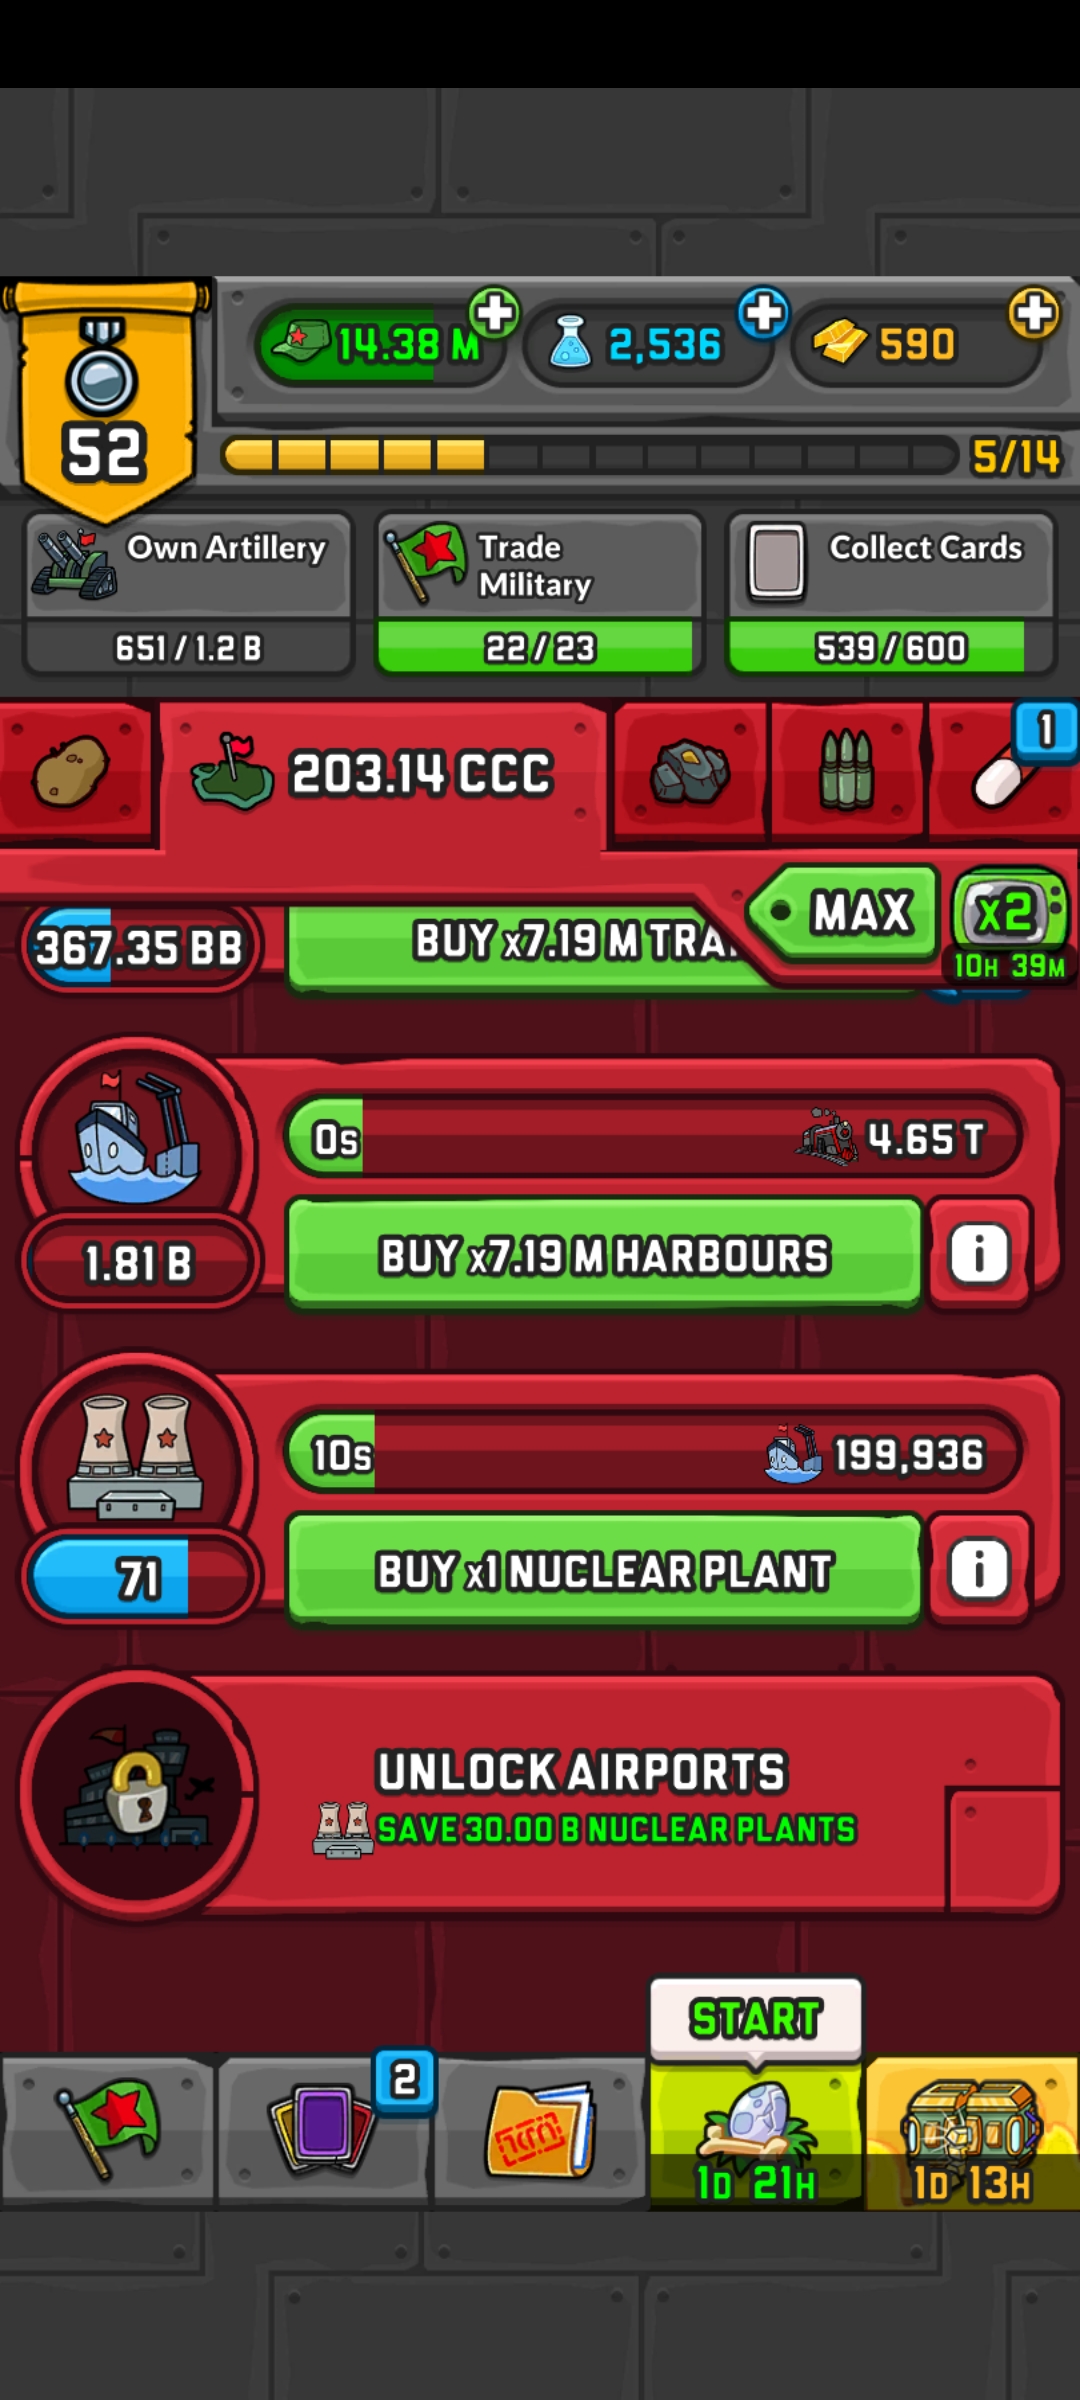 14.38 M
2,536
590
52
5/14
Own Artillery
651 / 1.2 B
Trade
Military
22 / 23
Collect Cards
539 / 600
203.14 CCC
1
MAX
x2
10H 39M
367.35 BB
BUY x7.19 M
0s
4.65 T
1.81 B
BUY x7.19 M HARBOURS
i
10s
199,936
71
BUY x1 NUCLEAR PLANT
i
UNLOCK AIRPORTS
SAVE 30.00 B NUCLEAR PLANTS
START
2
1D 21H
1D 13H